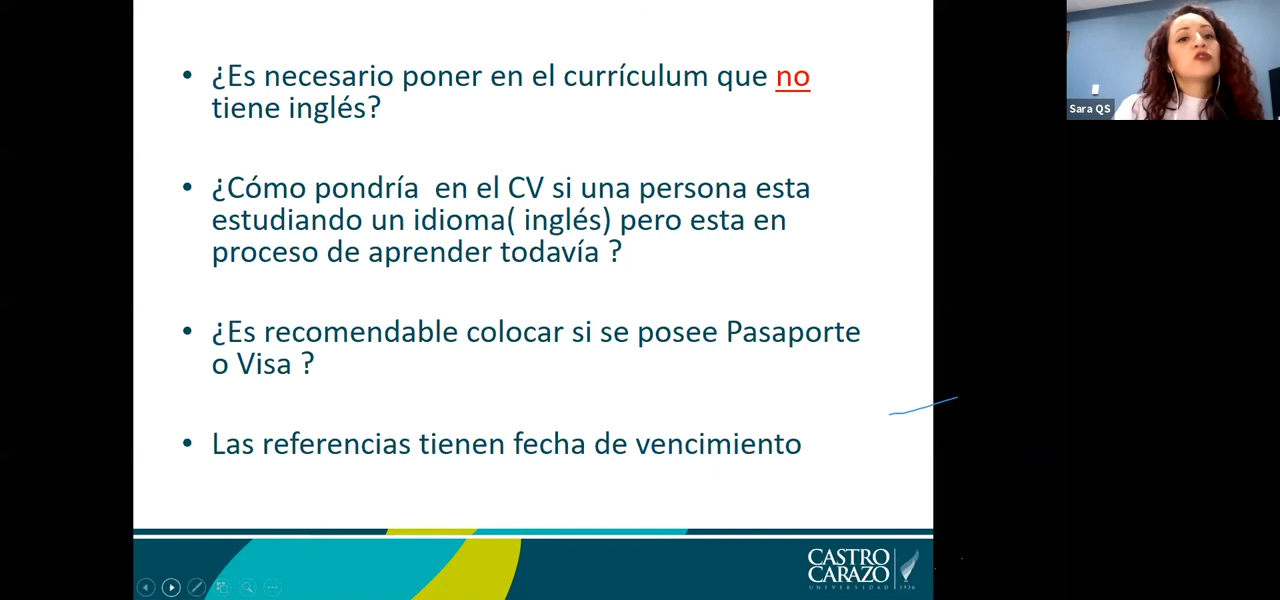 ¿Es necesario poner en el currículum que no
tiene inglés?
¿Cómo pondría  en el CV si una persona esta
estudiando un idioma( inglés) pero esta en
proceso de aprender todavía ?
¿Es recomendable colocar si se posee Pasaporte
o Visa ?
Las referencias tienen fecha de vencimiento
Sara QS
CASTRO
CARAZO
UNIVERSIDAD